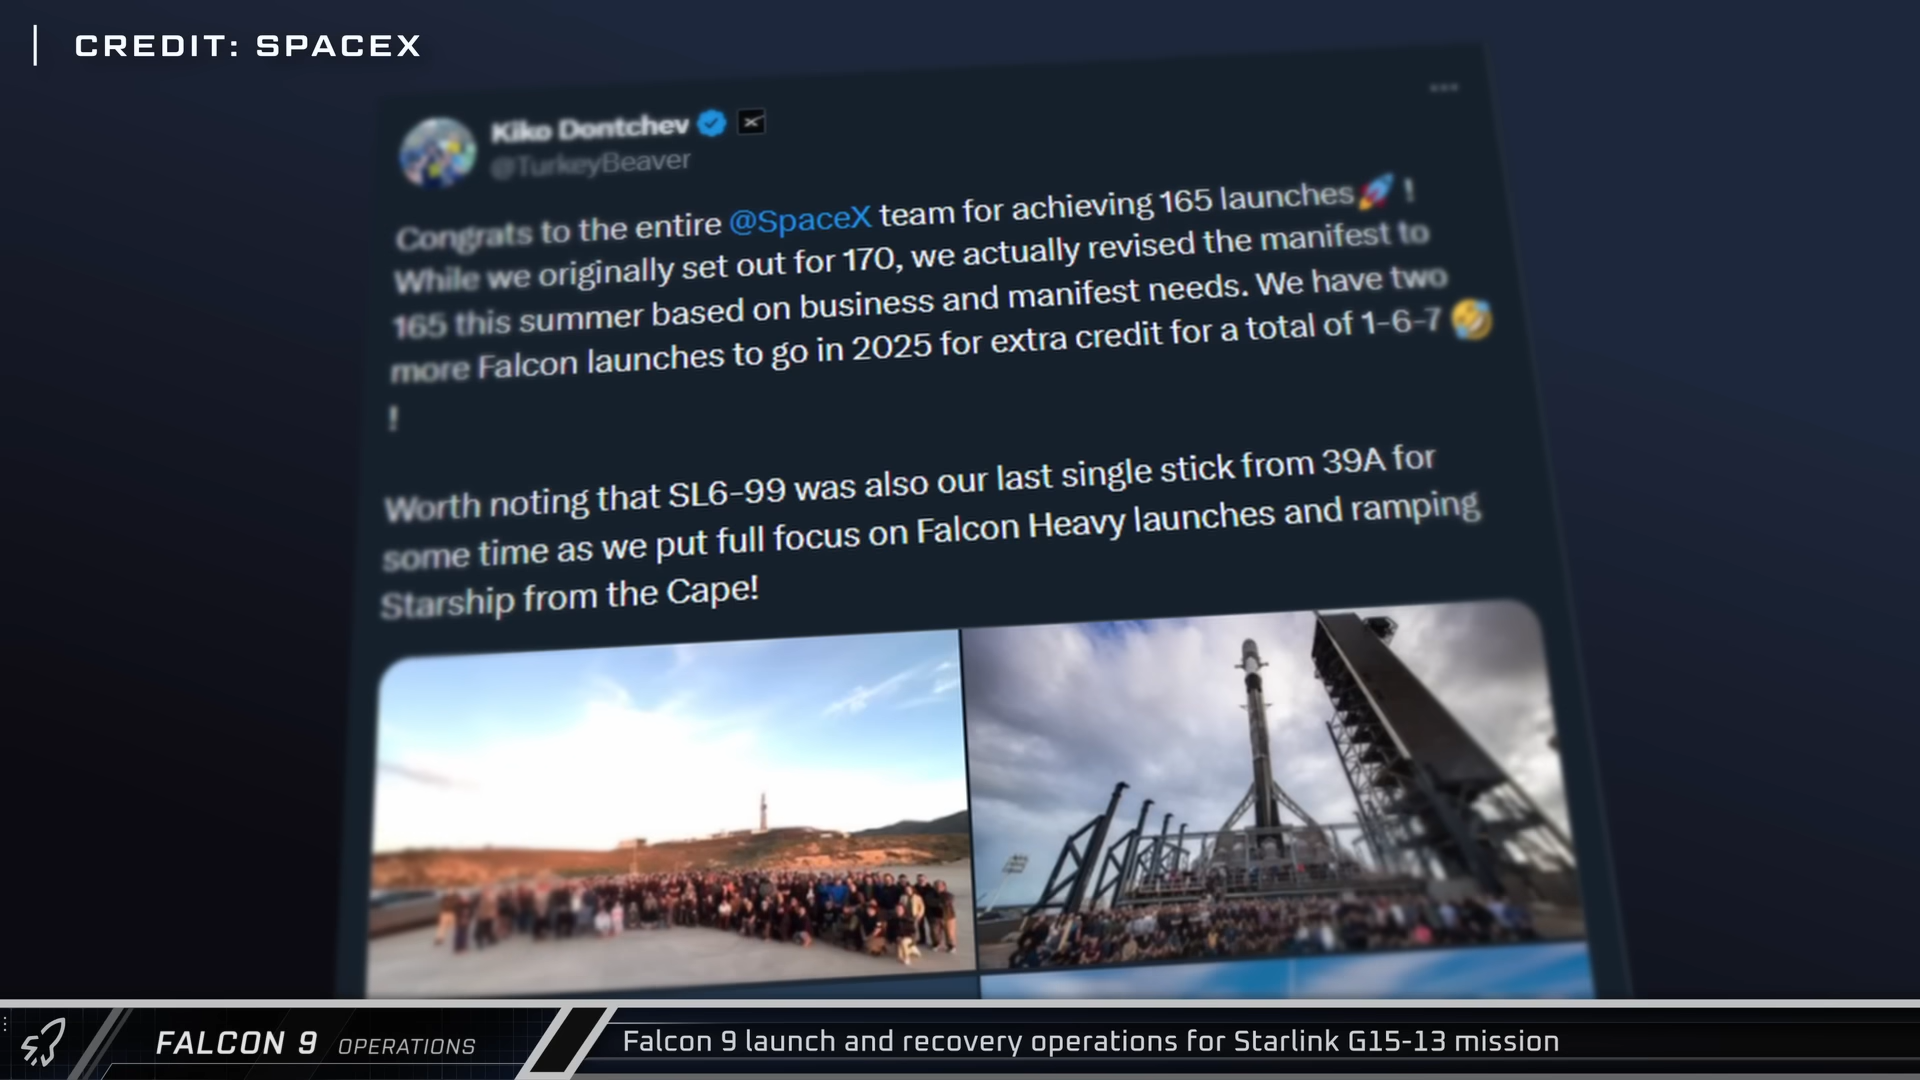 CREDIT: SPACEX
Kiko Dontchev
@TurkeyBeaver
Congrats to the entire @SpaceX team for achieving 165 launches🚀 !
While we originally set out for 170, we actually revised the manifest to
165 this summer based on business and manifest needs. We have two
more Falcon launches to go in 2025 for extra credit for a total of 1-6-7 🤣
!
Worth noting that SL6-99 was also our last single stick from 39A for
some time as we put full focus on Falcon Heavy launches and ramping
Starship from the Cape!
FALCON 9 OPERATIONS
Falcon 9 launch and recovery operations for Starlink G15-13 mission